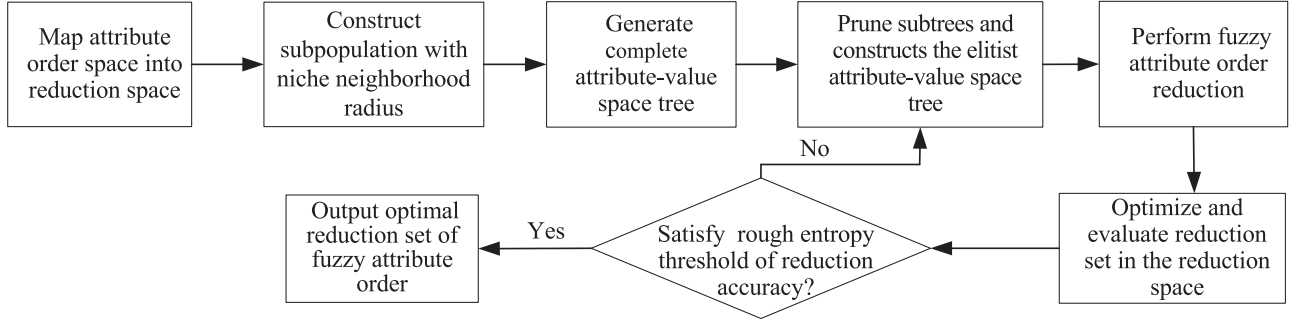 Map attribute
order space into
reduction space
Construct
subpopulation with
niche neighborhood
radius
Generate
complete
attribute-value
space tree
Prune subtrees and
constructs the elitist
attribute-value space
tree
Perform fuzzy
attribute order
reduction
No
Yes
Output optimal
reduction set of
fuzzy attribute
order
Satisfy rough entropy
threshold of reduction
accuracy?
Optimize and
evaluate reduction
set in the reduction
space